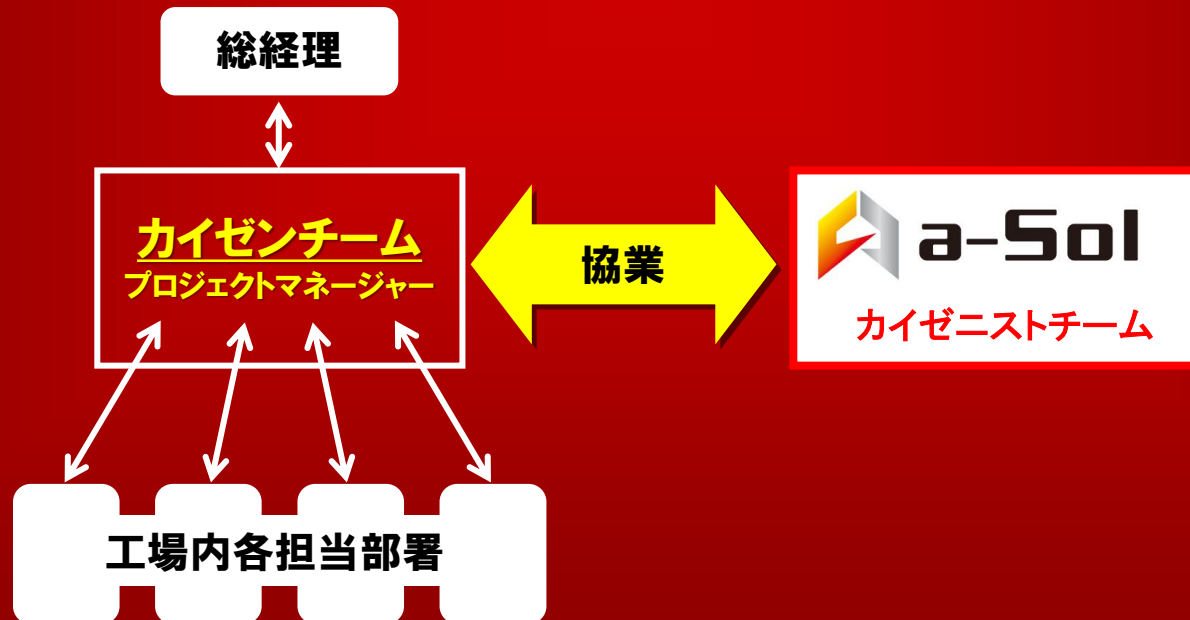 総経理
カイゼンチーム
プロジェクトマネージャー
協業
a-Sol
カイゼニストチーム
工場内各担当部署